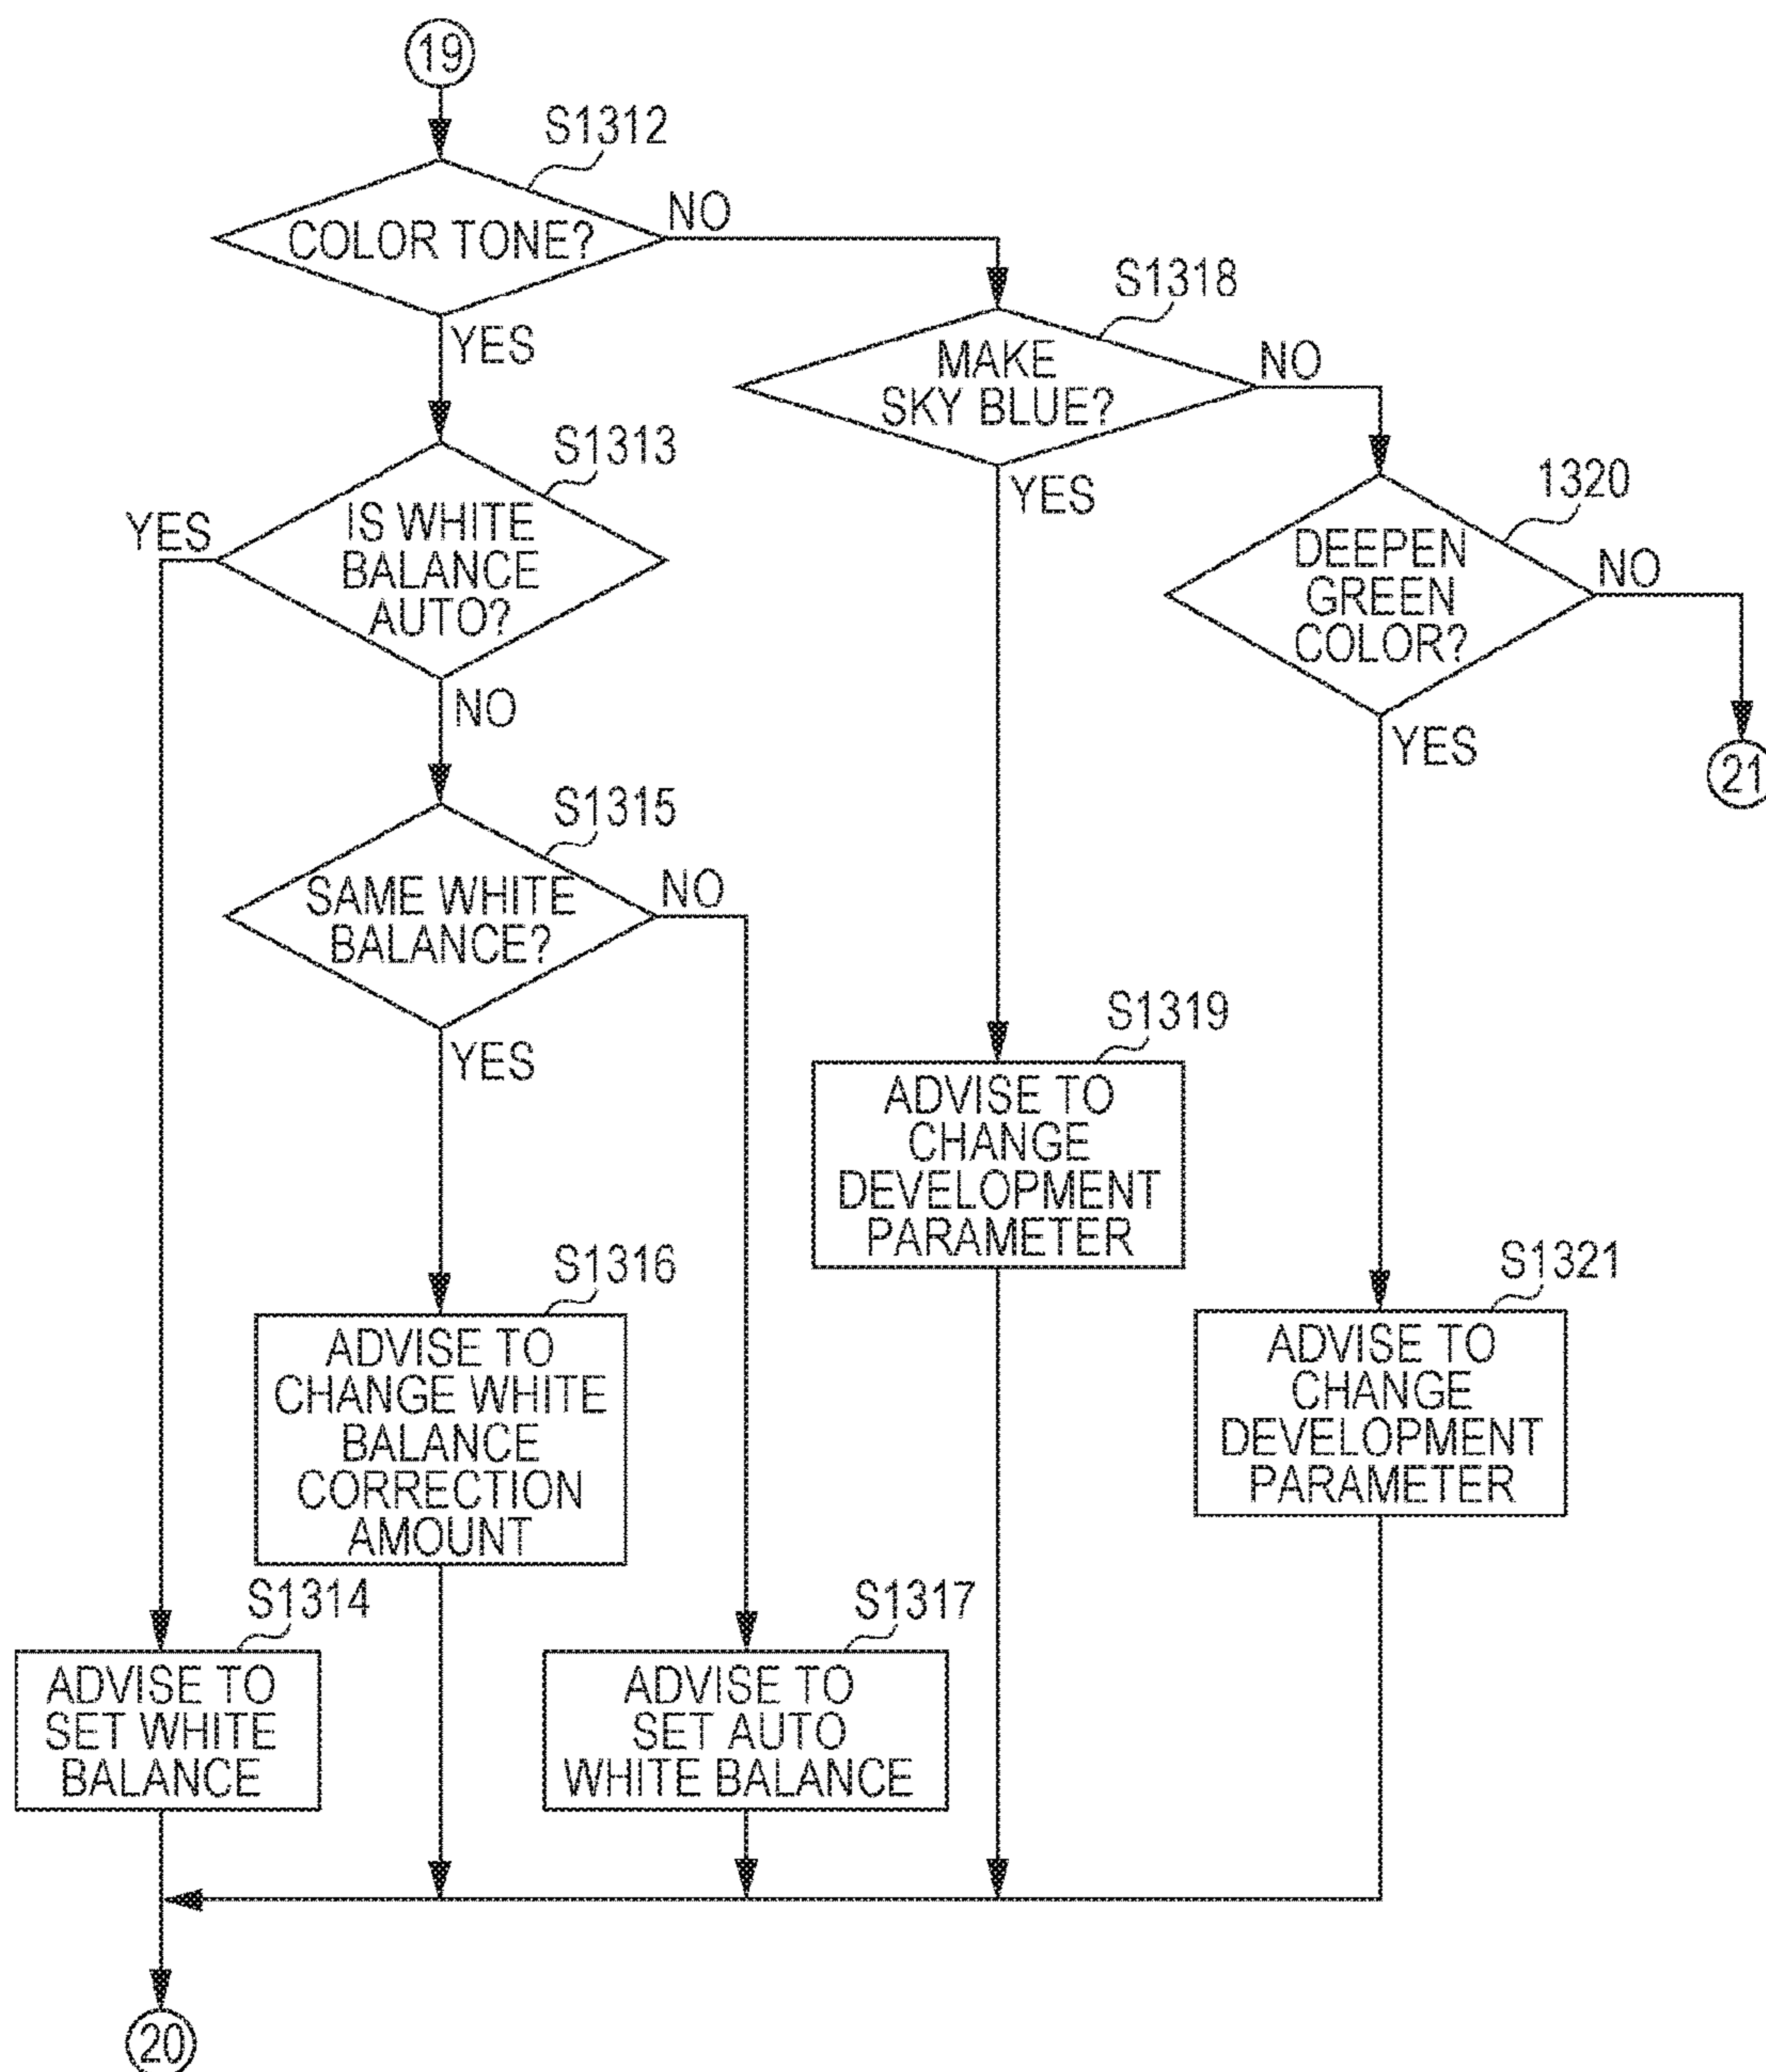 19
S1312
COLOR TONE?
NO
YES
S1318
MAKE
SKY BLUE?
NO
YES
S1313
IS WHITE
BALANCE
AUTO?
YES
NO
1320
DEEPEN
GREEN
COLOR?
NO
YES
21
S1315
SAME WHITE
BALANCE?
NO
YES
S1319
ADVISE TO
CHANGE
DEVELOPMENT
PARAMETER
S1316
ADVISE TO
CHANGE WHITE
BALANCE
CORRECTION
AMOUNT
S1321
ADVISE TO
CHANGE
DEVELOPMENT
PARAMETER
S1314
ADVISE TO
SET WHITE
BALANCE
S1317
ADVISE TO
SET AUTO
WHITE BALANCE
20